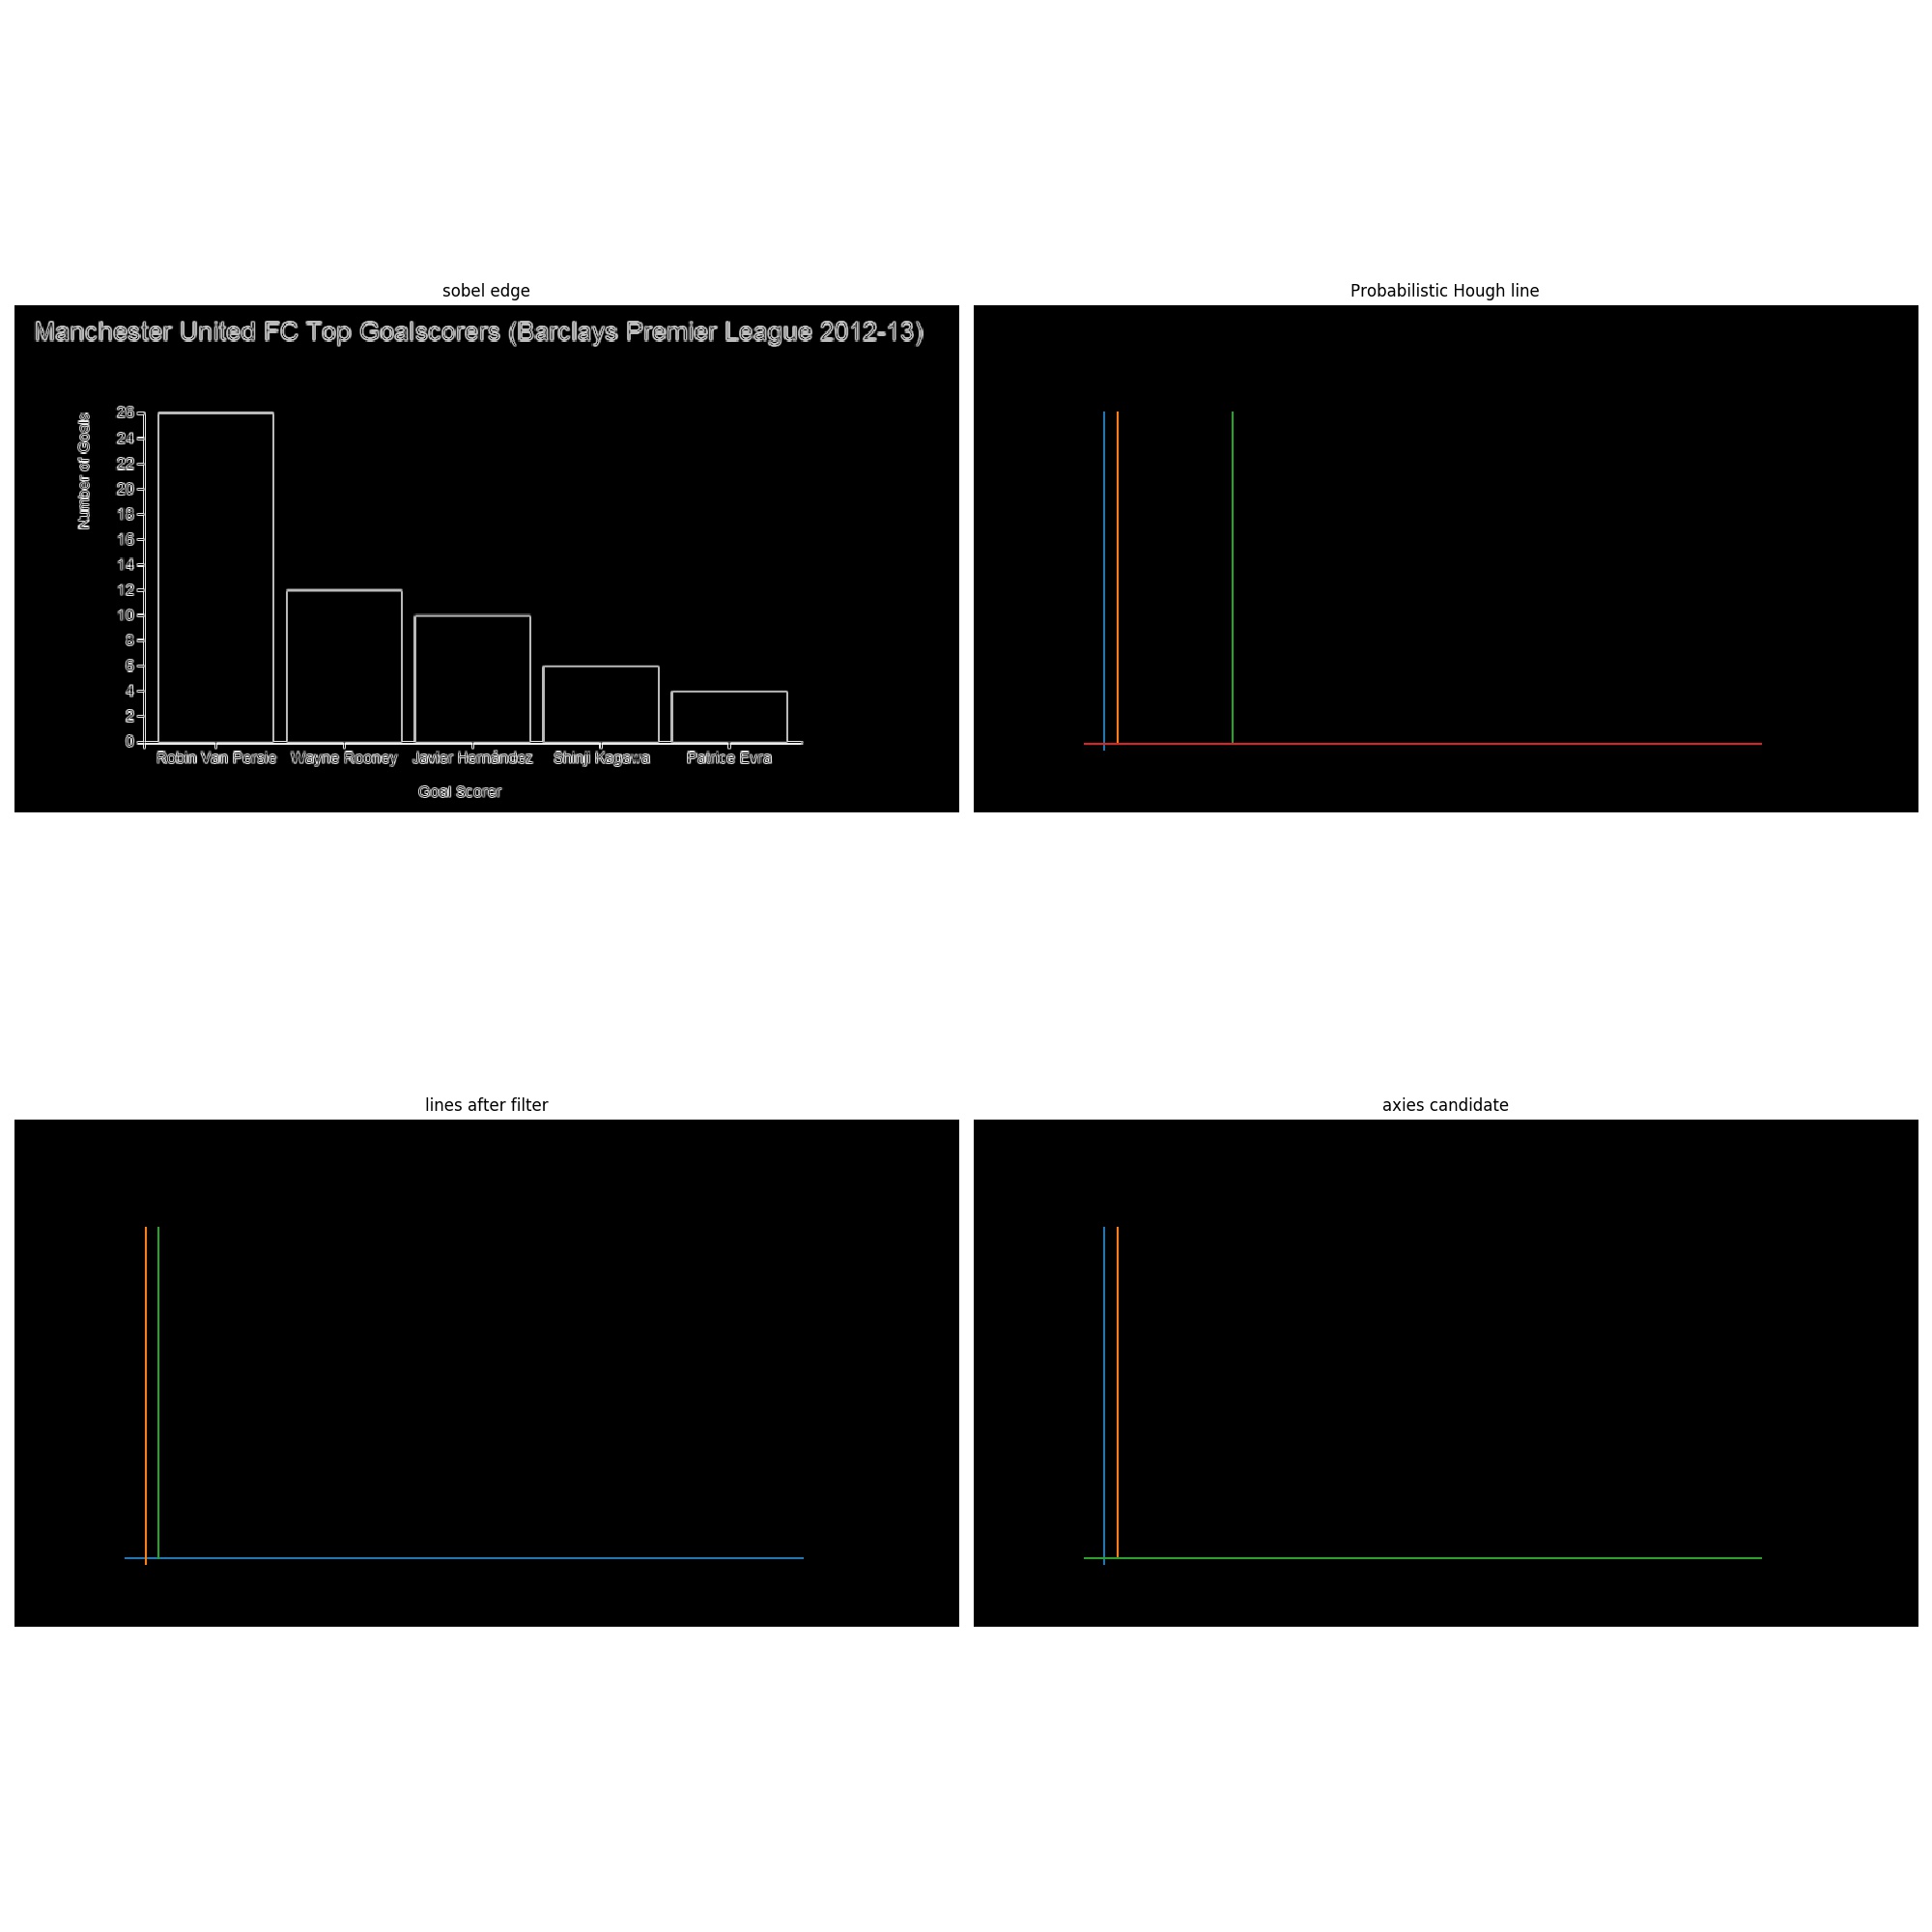 sobel edge
Probabilistic Hough line
Manchester United FC Top Goalscorers (Barclays Premier League 2012-13)
Number of Goals
26
24
22
20
18
16
14
12
10
8
6
4
2
0
Robin Van Persie Wayne Rooney Javier Hernández Shinji Kagawa Patrice Evra
Goal Scorer
lines after filter
axies candidate